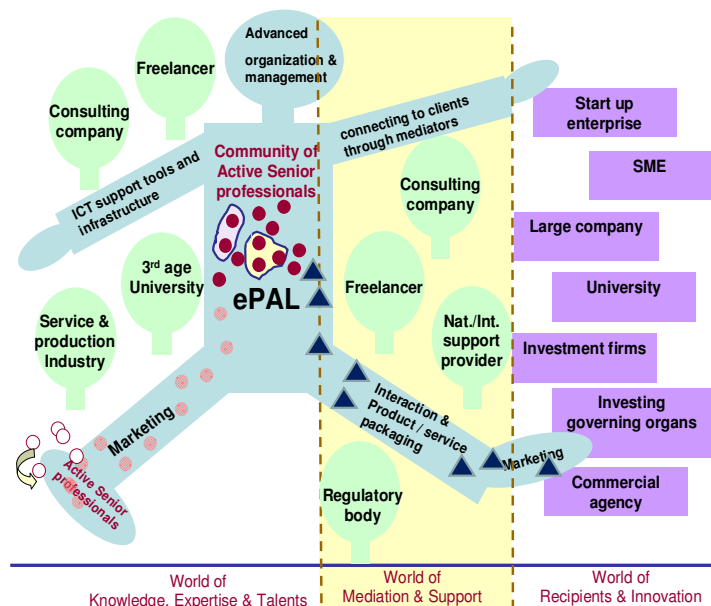 Advanced
organization &
management
Freelancer
Consulting
company
connecting to clients
through mediators
Start up
enterprise
Community of
Active Senior
professionals
SME
ICT support tools and
infrastructure
Consulting
company
Large company
3rd age
University
ePAL
Freelancer
University
Service &
production
Industry
Nat./Int.
support
provider
Investment firms
Marketing
Interaction &
Product / service
packaging
Investing
governing organs
Marketing
Active Senior
professionals
Regulatory
body
Commercial
agency
World of
Knowledge, Expertise & Talents
World of
Mediation & Support
World of
Recipients & Innovation